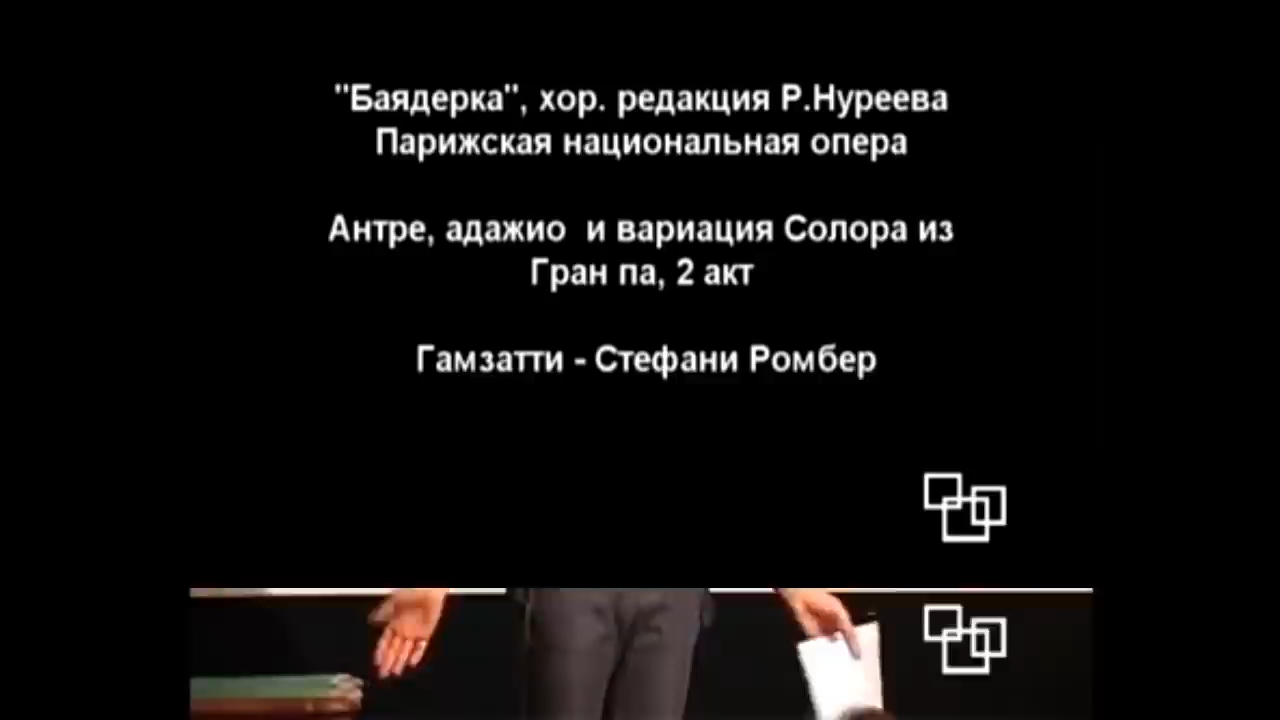 "Баядерка", хор. редакция Р.Нуреева
Парижская национальная опера
Антре, адажио и вариация Солора из
Гран па, 2 акт
Гамзатти - Стефани Ромбер